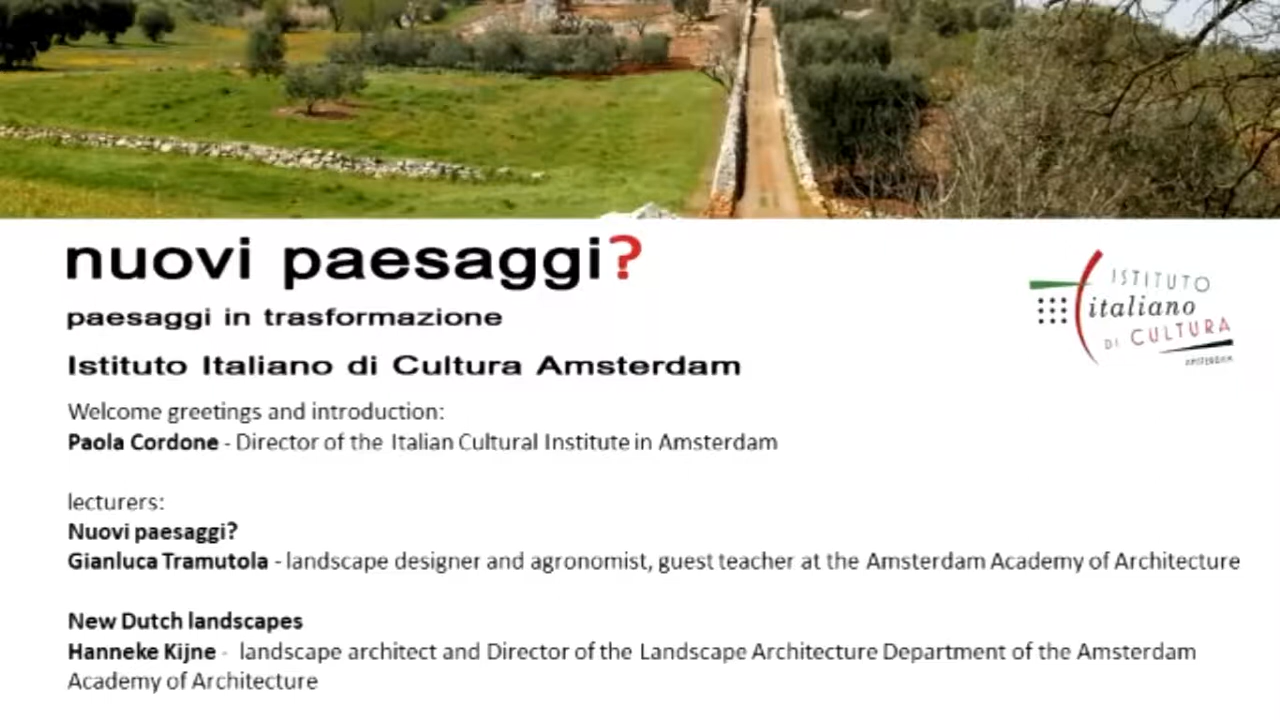 nuovi paesaggi?
paesaggi in trasformazione
Istituto Italiano di Cultura Amsterdam
ISTITUTO
italiano
DI CULTURA
AMSTERDAM
Welcome greetings and introduction:
Paola Cordone - Director of the Italian Cultural Institute in Amsterdam
lecturers:
Nuovi paesaggi?
Gianluca Tramutola - landscape designer and agronomist, guest teacher at the Amsterdam Academy of Architecture
New Dutch landscapes
Hanneke Kijne - landscape architect and Director of the Landscape Architecture Department of the Amsterdam
Academy of Architecture